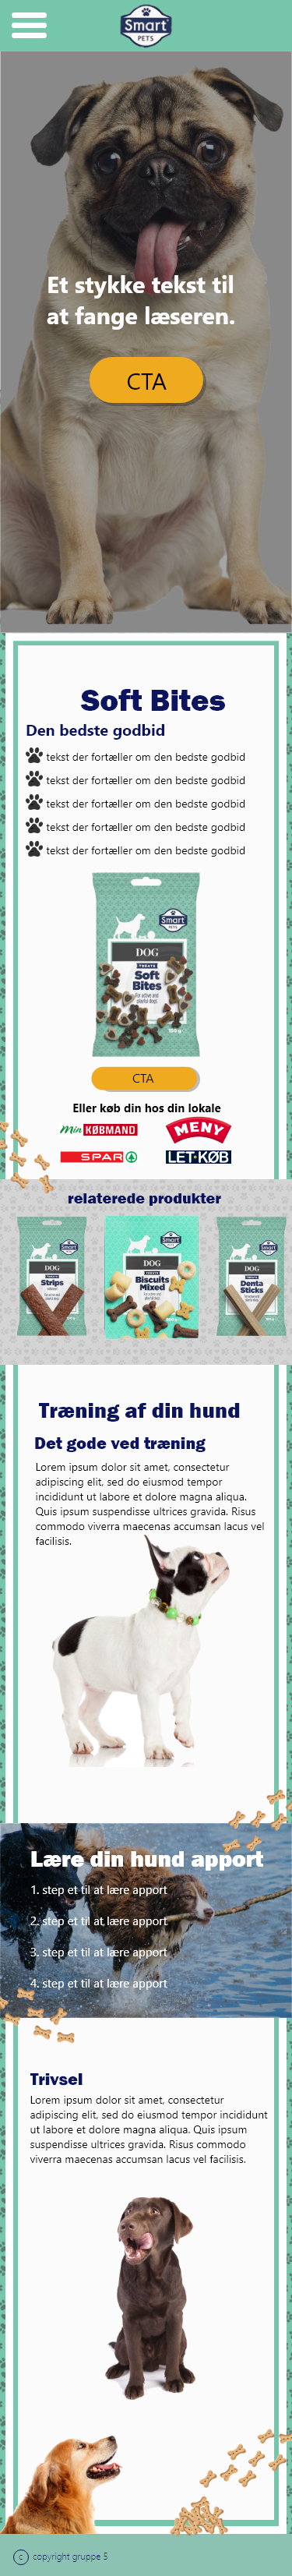 Smart
PETS
Et stykke tekst til
at fange læseren.
CTA
Soft Bites
Den bedste godbid
tekst der fortæller om den bedste godbid
tekst der fortæller om den bedste godbid
tekst der fortæller om den bedste godbid
tekst der fortæller om den bedste godbid
tekst der fortæller om den bedste godbid
Smart
PETS
DOG
TREATS
Soft
Bites
For active and
playful dogs
CTA
Eller køb din hos din lokale
Min KØBMAND
MENY
SPAR
LET-KØB
relaterede produkter
Smart
DOG
Strips
Smart
DOG
Biscuits
Mixed
Smart
DOG
Denta
Sticks
Træning af din hund
Det gode ved træning
Lorem ipsum dolor sit amet, consectetur
adipiscing elit, sed do eiusmod tempor
incididunt ut labore et dolore magna aliqua.
Quis ipsum suspendisse ultrices gravida. Risus
commodo viverra maecenas accumsan lacus vel
facilisis.
Lære din hund apport
1. step et til at lære apport
2. step et til at lære apport
3. step et til at lære apport
4. step et til at lære apport
Trivsel
Lorem ipsum dolor sit amet, consectetur
adipiscing elit, sed do eiusmod tempor incididunt
ut labore et dolore magna aliqua. Quis ipsum
suspendisse ultrices gravida. Risus commodo
viverra maecenas accumsan lacus vel facilisis.
c copyright gruppe 5